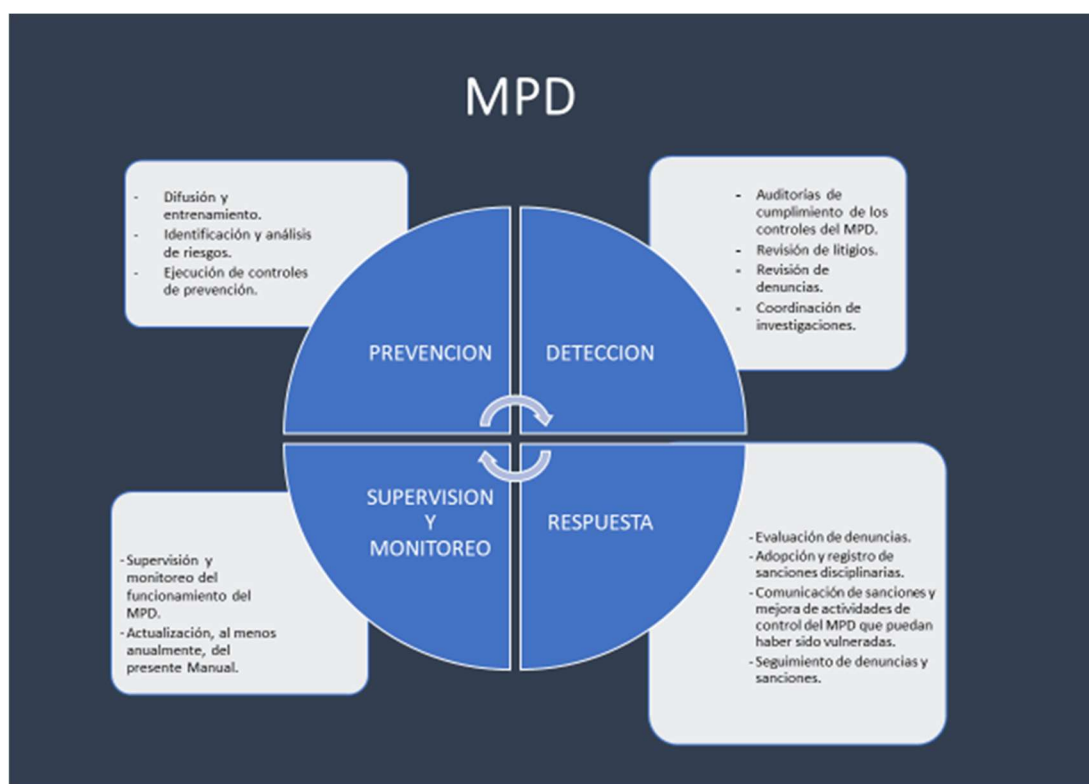 MPD
- Difusión y
entrenamiento.
- Identificación y análisis
de riesgos.
- Ejecución de controles
de prevención.
- Auditorías de
cumplimiento de los
controles del MPD.
- Revisión de litigios.
- Revisión de
denuncias.
- Coordinación de
investigaciones.
PREVENCION
DETECCION
SUPERVISION
Y
MONITOREO
RESPUESTA
-Supervisión y
monitoreo del
funcionamiento del
MPD.
-Actualización, al menos
anualmente, del
presente Manual.
-Evaluación de denuncias.
-Adopción y registro de
sanciones disciplinarias.
-Comunicación de sanciones y
mejora de actividades de
control del MPD que puedan
haber sido vulneradas.
-Seguimiento de denuncias y
sanciones.